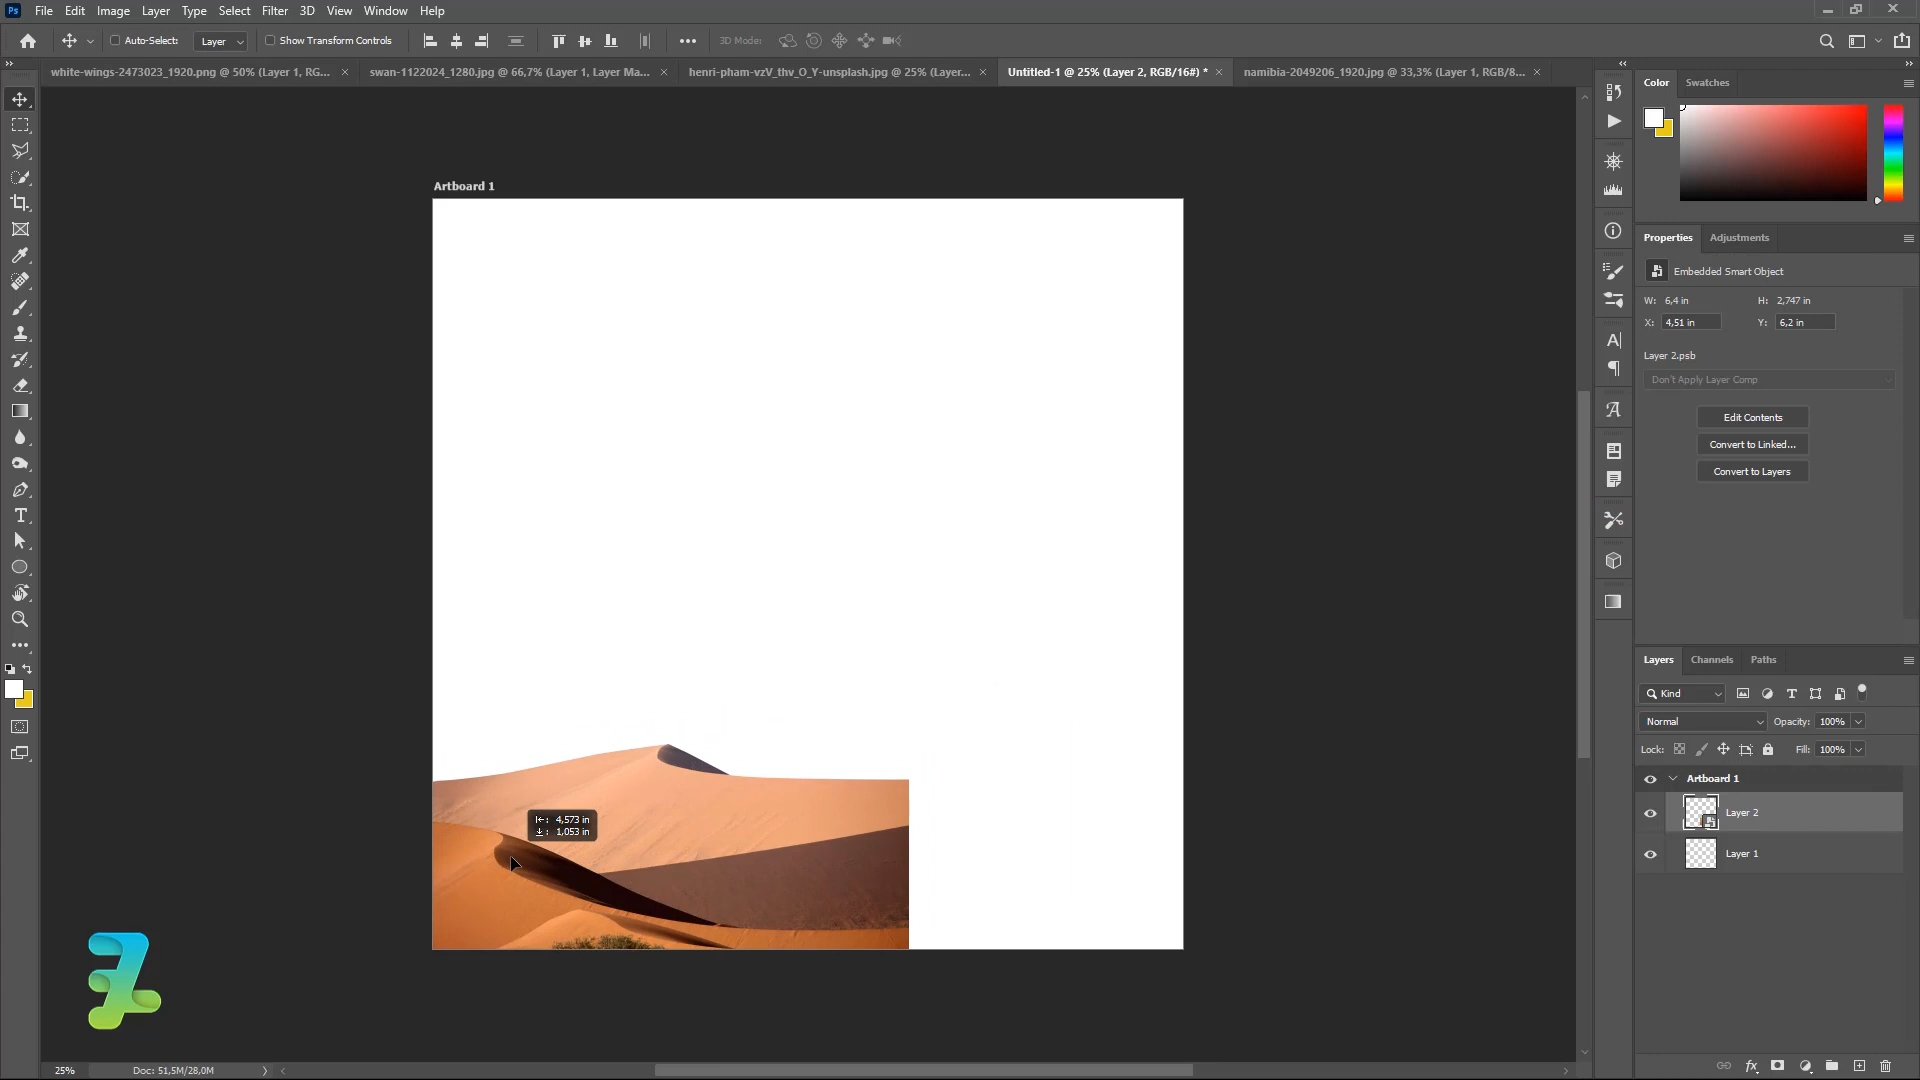 Ps File Edit Image Layer Type Select Filter 3D View Window Help
Auto-Select: Layer Show Transform Controls 3D Mode:
white-wings-2473023_1920.png @ 50% (Layer 1, RG... × swan-1122024_1280.jpg @ 66,7% (Layer 1, Layer Ma... × henri-pham-vzV_thv_O_Y-unsplash.jpg @ 25% (Layer... × Untitled-1 @ 25% (Layer 2, RGB/16#) * × namibia-2049206_1920.jpg @ 33,3% (Layer 1, RGB/8... ×
Color Swatches
Artboard 1
Properties Adjustments
Embedded Smart Object
W: 6,4 in H: 2,747 in
X: 4,51 in Y: 6,2 in
Layer 2.psb
Don't Apply Layer Comp
Edit Contents
Convert to Linked...
Convert to Layers
Layers Channels Paths
Kind
Normal Opacity: 100%
Lock: Fill: 100%
Artboard 1
Layer 2
Layer 1
4,573 in
1,053 in
25% Doc: 51,5M/28,0M